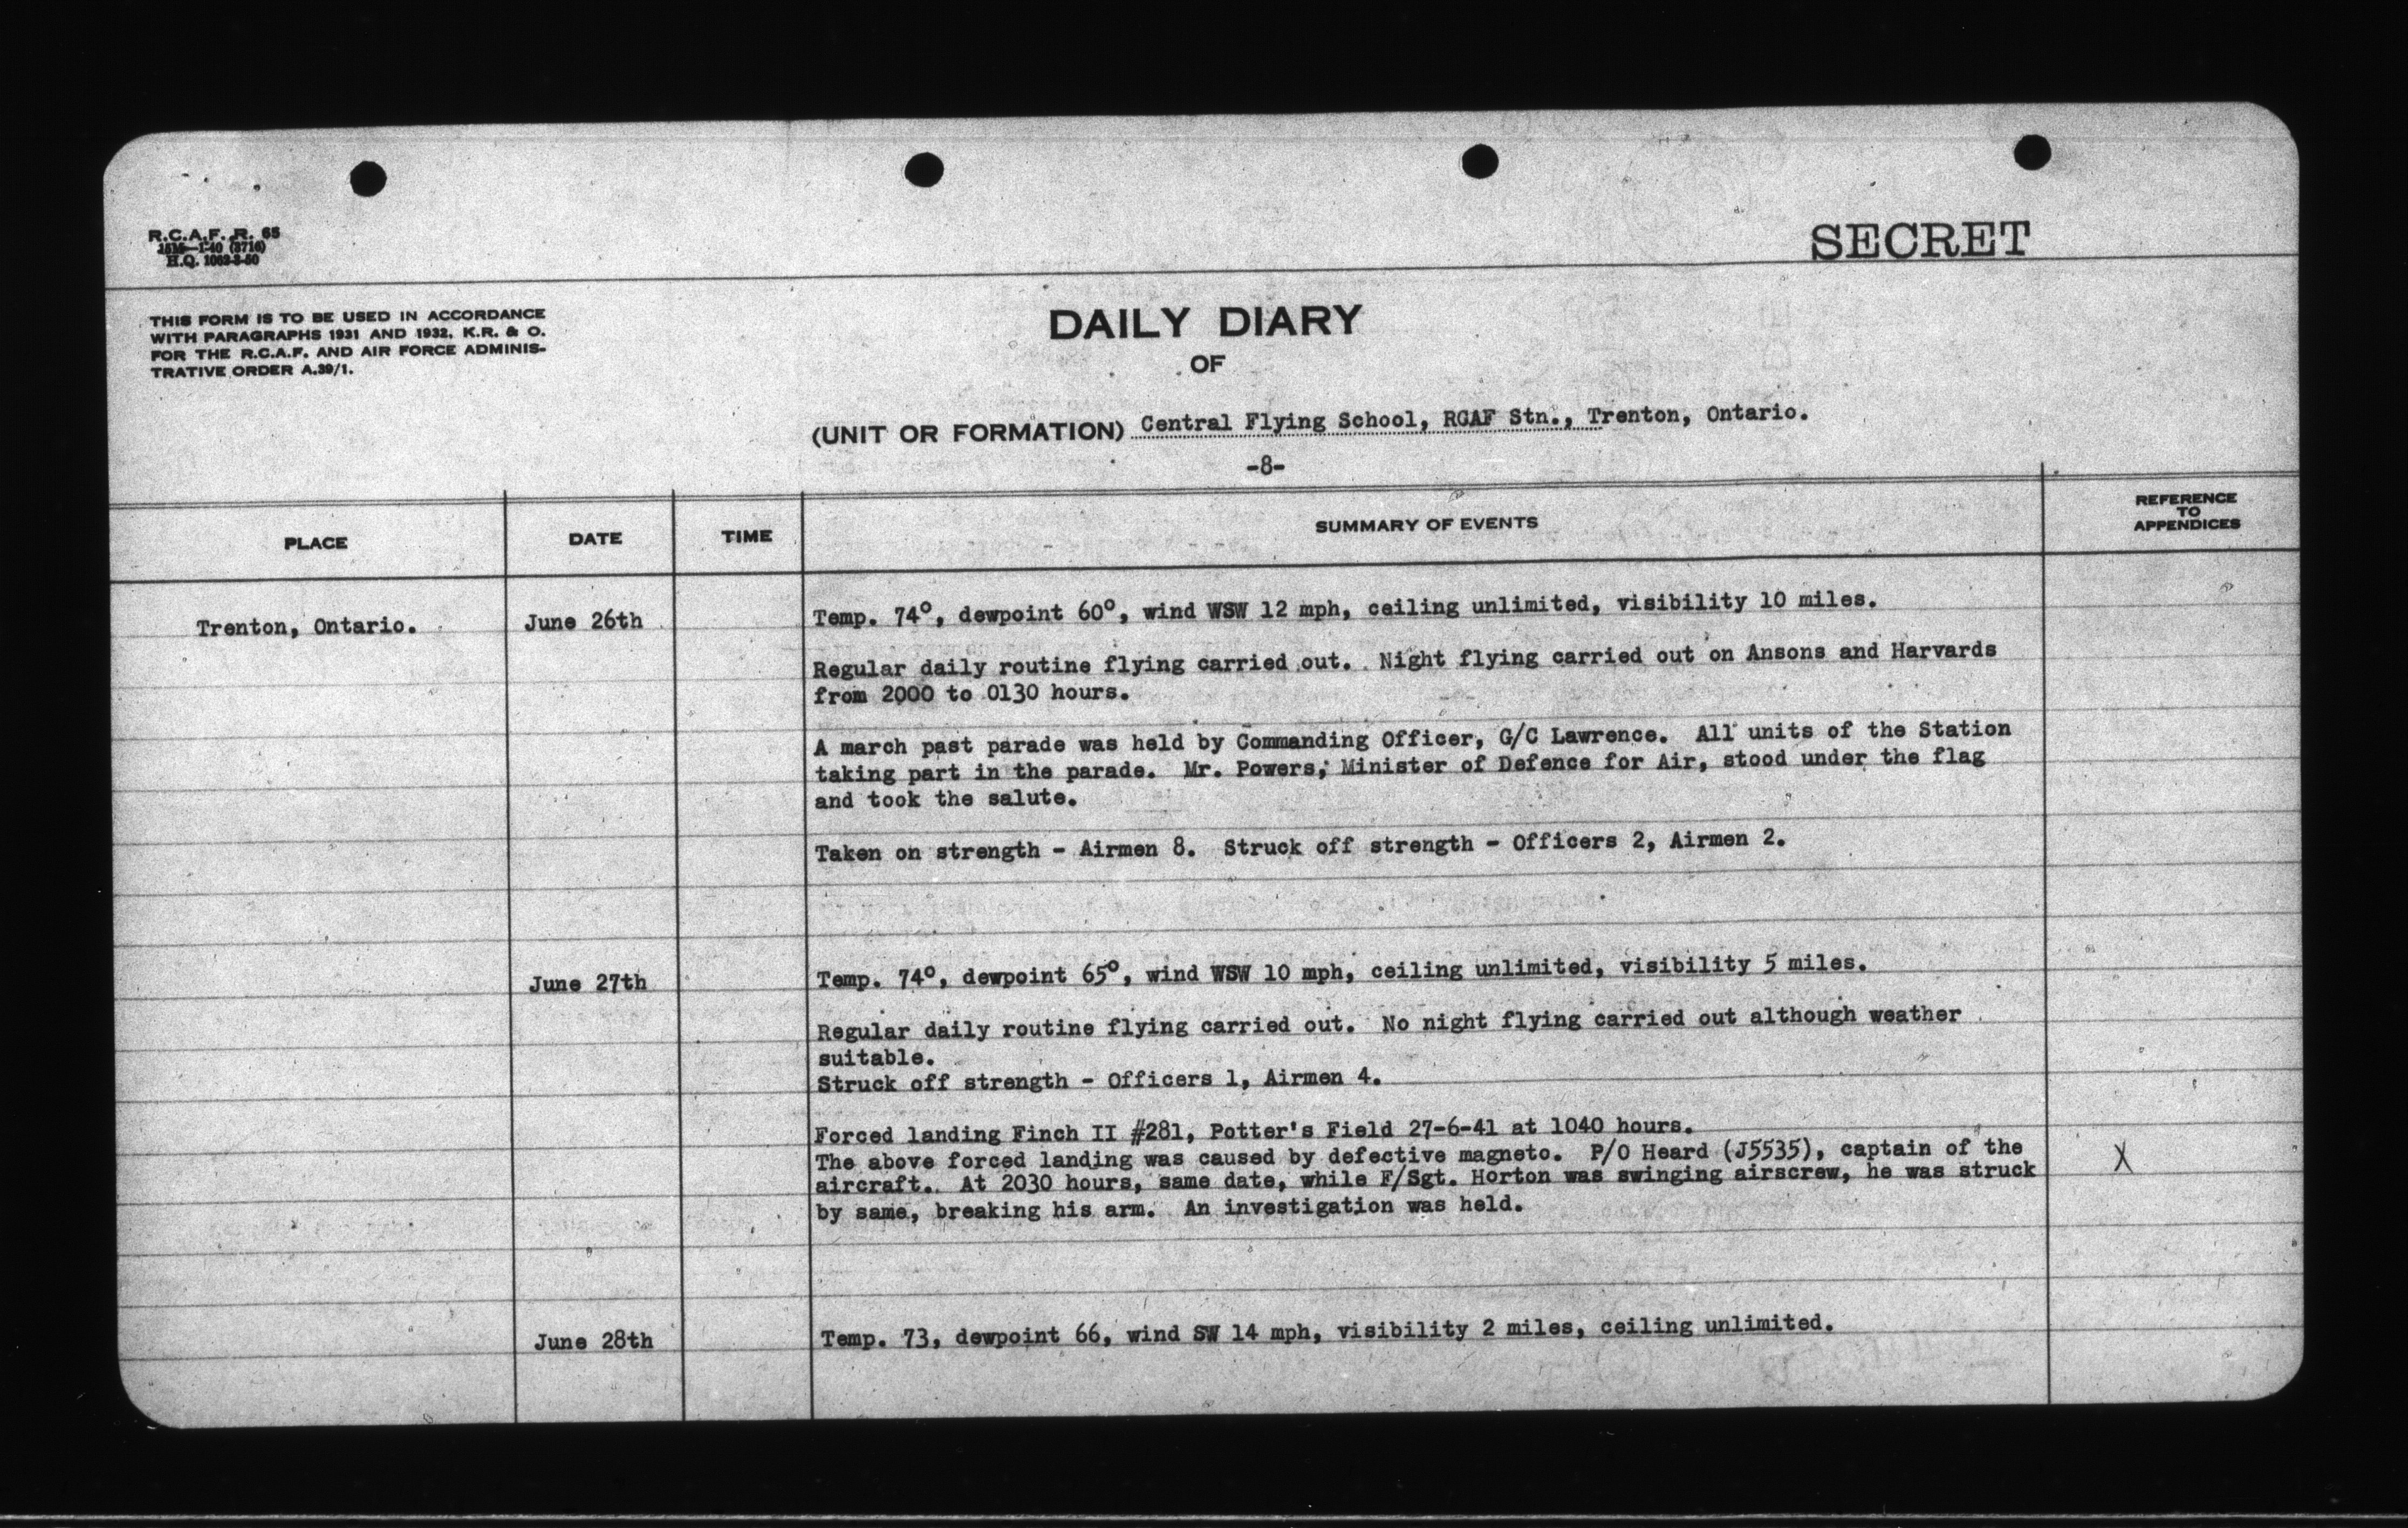 R.C.A.F. R. 65
15M—1-40 (3716)
H.Q. 1062-3-50
SECRET
THIS FORM IS TO BE USED IN ACCORDANCE
WITH PARAGRAPHS 1931 AND 1932, K.R. & O.
FOR THE R.C.A.F. AND AIR FORCE ADMINIS-
TRATIVE ORDER A.39/1.
DAILY DIARY
OF
(UNIT OR FORMATION) Central Flying School, RCAF Stn., Trenton, Ontario.
-8-
PLACE DATE TIME SUMMARY OF EVENTS REFERENCE
TO
APPENDICES
Trenton, Ontario. June 26th Temp. 74°, dewpoint 60°, wind WSW 12 mph, ceiling unlimited, visibility 10 miles.
Regular daily routine flying carried out. Night flying carried out on Ansons and Harvards
from 2000 to 0130 hours.
A march past parade was held by Commanding Officer, G/C Lawrence. All units of the Station
taking part in the parade. Mr. Powers, Minister of Defence for Air, stood under the flag
and took the salute.
Taken on strength - Airmen 8. Struck off strength - Officers 2, Airmen 2.
June 27th Temp. 74°, dewpoint 65°, wind WSW 10 mph, ceiling unlimited, visibility 5 miles.
Regular daily routine flying carried out. No night flying carried out although weather
suitable.
Struck off strength - Officers 1, Airmen 4.
Forced landing Finch II #281, Potter's Field 27-6-41 at 1040 hours.
The above forced landing was caused by defective magneto. P/O Heard (J5535), captain of the
aircraft. At 2030 hours, same date, while F/Sgt. Horton was swinging airscrew, he was struck X
by same, breaking his arm. An investigation was held.
June 28th Temp. 73, dewpoint 66, wind SW 14 mph, visibility 2 miles, ceiling unlimited.